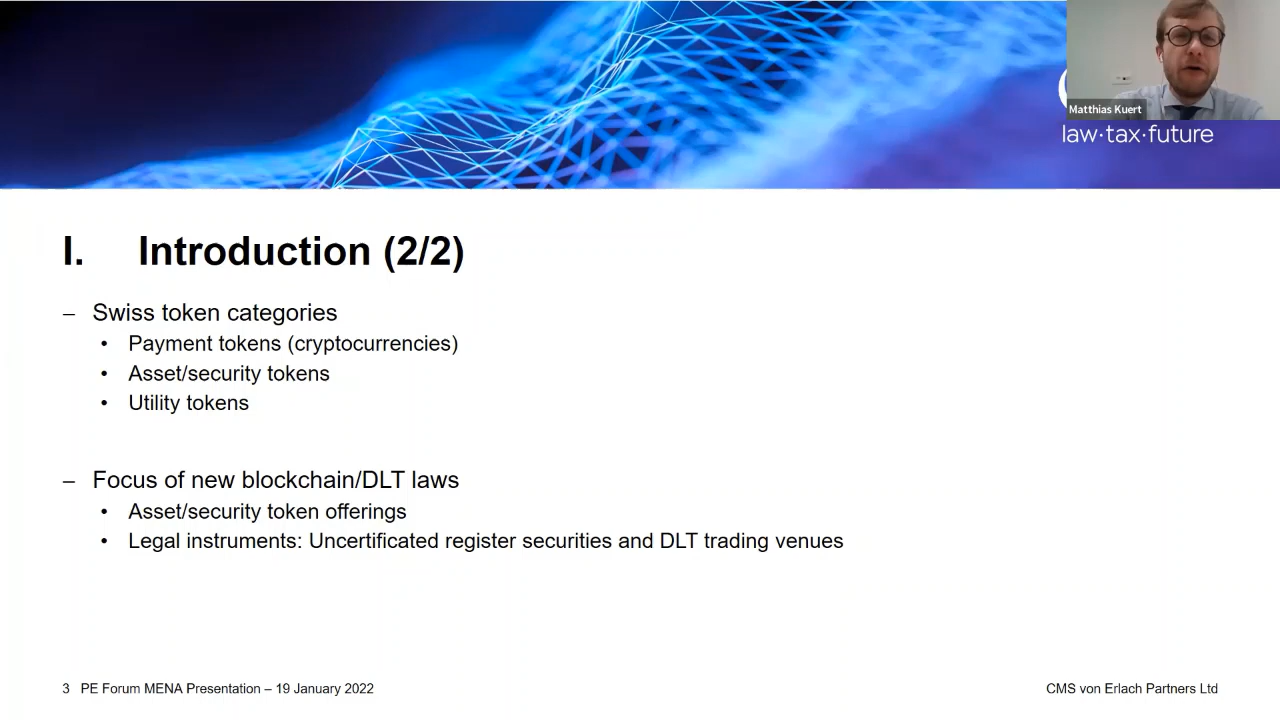 Matthias Kuert
law·tax·future
I. Introduction (2/2)
– Swiss token categories
• Payment tokens (cryptocurrencies)
• Asset/security tokens
• Utility tokens
– Focus of new blockchain/DLT laws
• Asset/security token offerings
• Legal instruments: Uncertificated register securities and DLT trading venues
3 PE Forum MENA Presentation – 19 January 2022
CMS von Erlach Partners Ltd